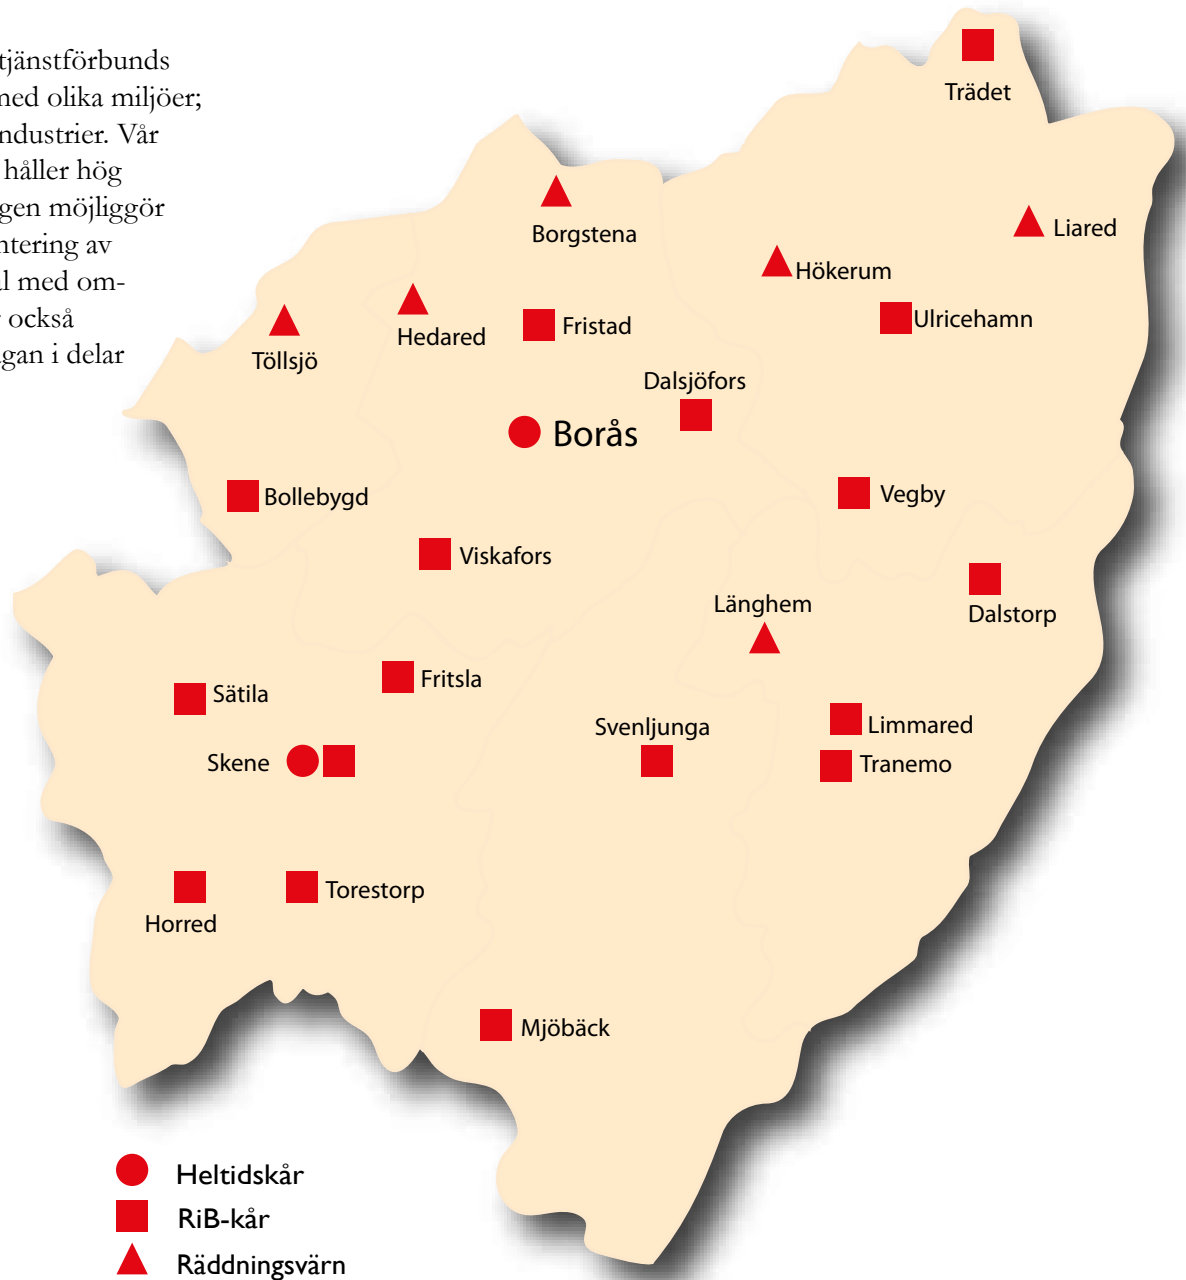 tjänstförbunds
med olika miljöer;
ndustrier. Vår
håller hög
gen möjliggör
ntering av
l med om-
också
gan i delar
Trädet
Borgstena
Liared
Hökerum
Töllsjö
Hedared
Fristad
Ulricehamn
Dalsjöfors
Borås
Bollebygd
Vegby
Viskafors
Länghem
Dalstorp
Sätila
Fritsla
Svenljunga
Limmared
Skene
Tranemo
Horred
Torestorp
Mjöbäck
Heltidskår
RiB-kår
Räddningsvärn